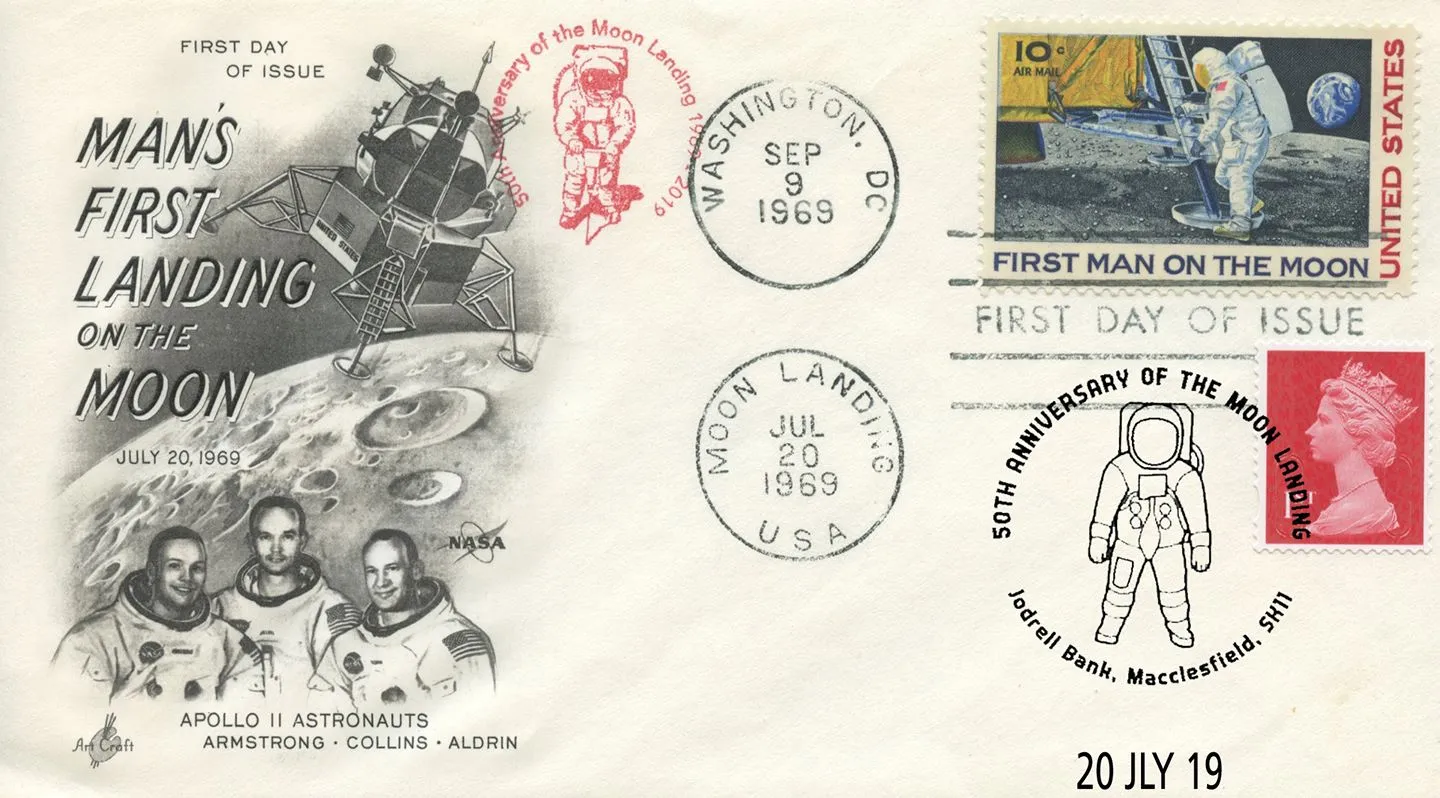 FIRST DAY
OF ISSUE
MAN'S
FIRST
LANDING
ON THE
MOON
JULY 20, 1969
UNITED STATES
NASA
APOLLO 11 ASTRONAUTS
ARMSTRONG · COLLINS · ALDRIN
Art Craft
50th Anniversary of the Moon Landing 1969-2019
WASHINGTON, DC
SEP
9
1969
MOON LANDING
JUL
20
1969
USA
10c
AIR MAIL
UNITED STATES
FIRST MAN ON THE MOON
FIRST DAY OF ISSUE
50TH ANNIVERSARY OF THE MOON LANDING
Jodrell Bank, Macclesfield, SK11
20 JLY 19